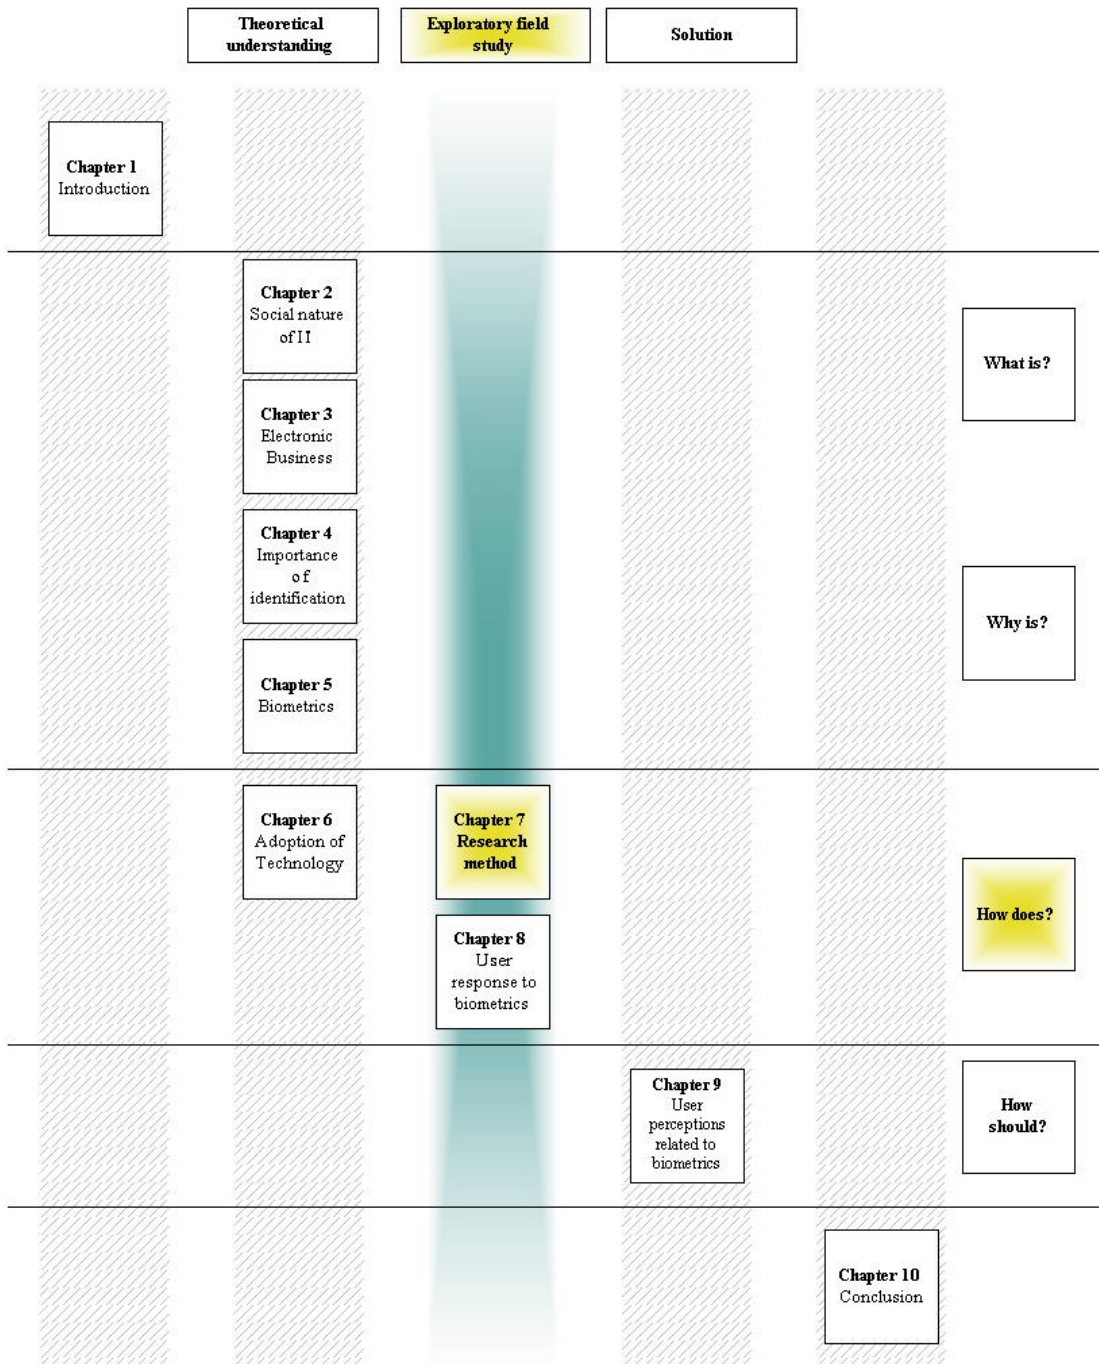 Theoretical
understanding
Exploratory field
study
Solution
Chapter 1
Introduction
Chapter 2
Social nature
of II
What is?
Chapter 3
Electronic
Business
Chapter 4
Importance
of
identification
Why is?
Chapter 5
Biometrics
Chapter 6
Adoption of
Technology
Chapter 7
Research
method
How does?
Chapter 8
User
response to
biometrics
Chapter 9
User
perceptions
related to
biometrics
How
should?
Chapter 10
Conclusion